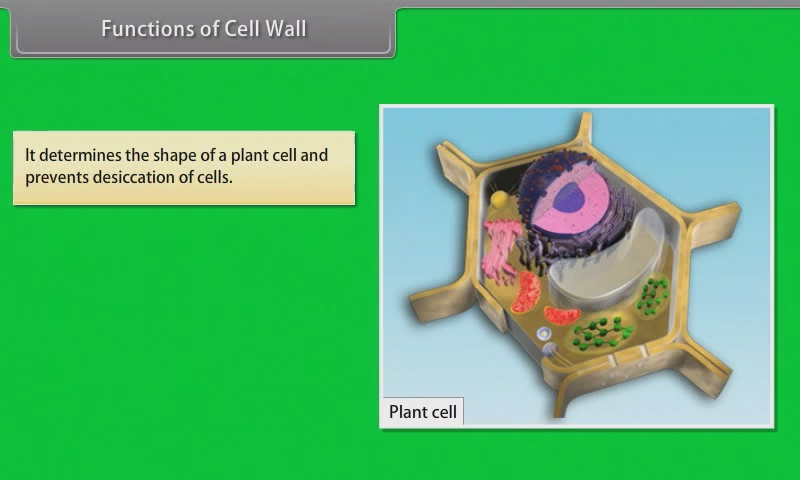 Functions of Cell Wall
It determines the shape of a plant cell and
prevents desiccation of cells.
Plant cell